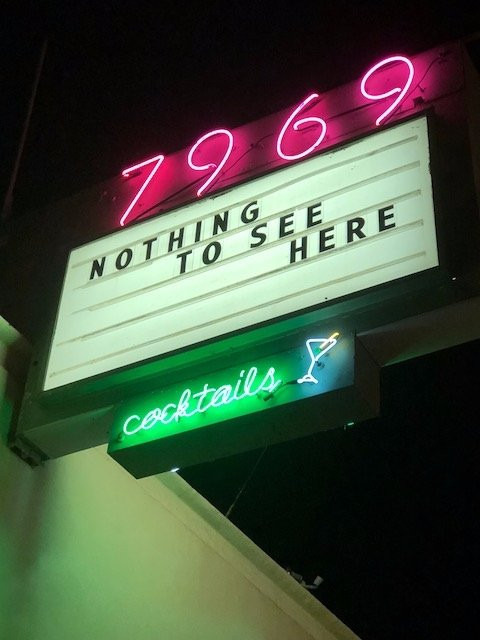 7969
NOTHING
TO SEE
HERE
cocktails